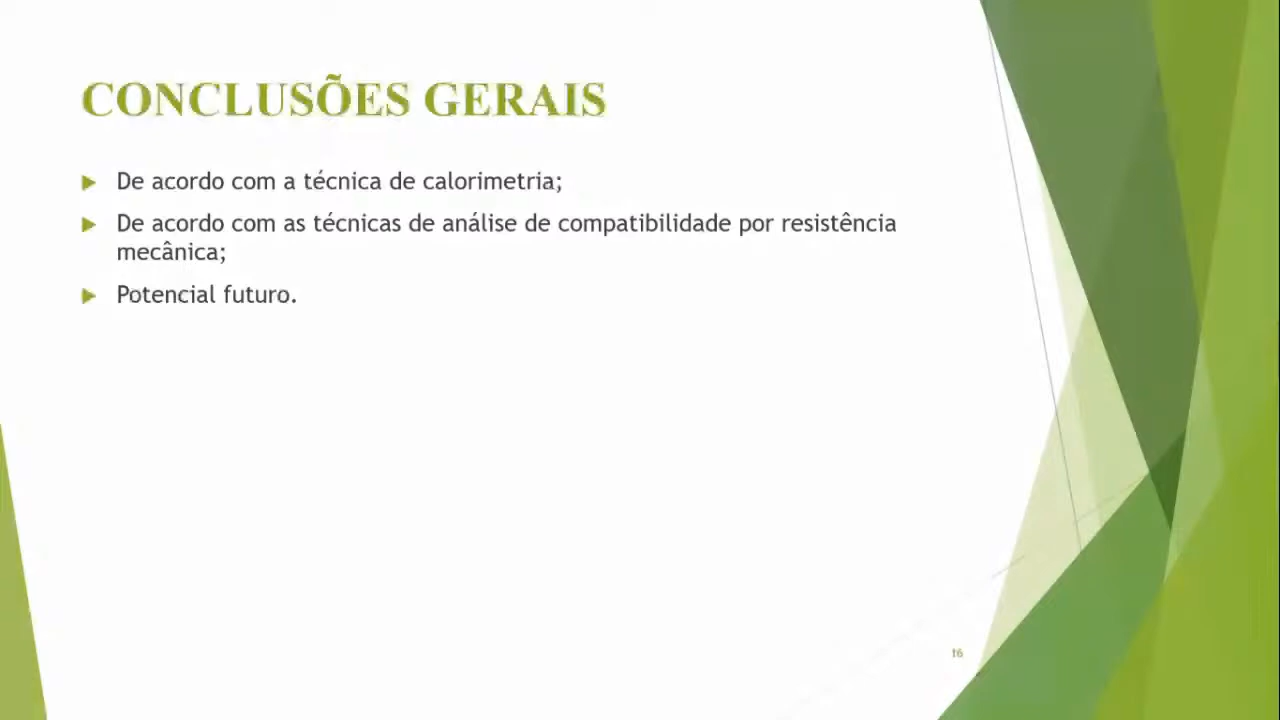 CONCLUSÕES GERAIS
De acordo com a técnica de calorimetria;
De acordo com as técnicas de análise de compatibilidade por resistência
mecânica;
Potencial futuro.
16